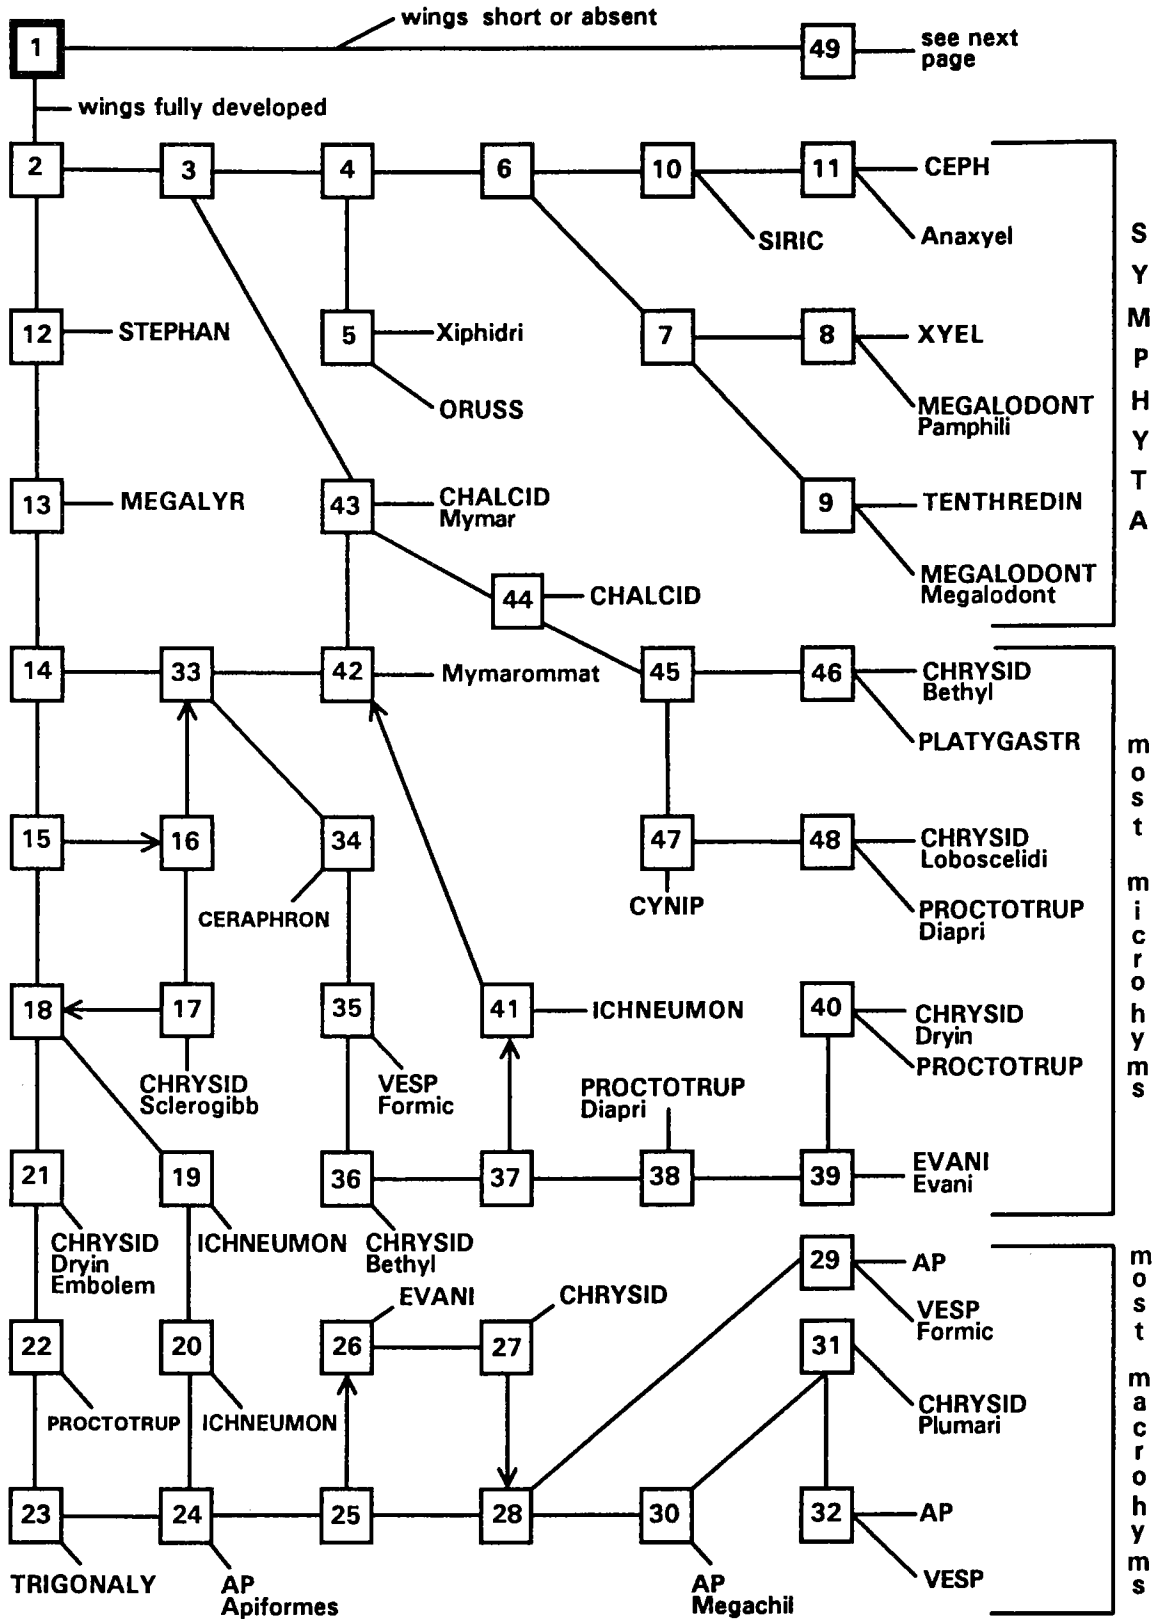 wings short or absent
1
49
see next
page
wings fully developed
2
3
4
6
10
11
CEPH
SIRIC
Anaxyel
12
STEPHAN
5
Xiphidri
7
8
XYEL
ORUSS
MEGALODONT
Pamphili
13
MEGALYR
43
CHALCID
Mymar
9
TENTHREDIN
44
CHALCID
MEGALODONT
Megalodont
SYMPHYTA
14
33
42
Mymarommat
45
46
CHRYSID
Bethyl
PLATYGASTR
15
16
34
47
48
CHRYSID
Loboscelidi
CERAPHRON
CYNIP
PROCTOTRUP
Diapri
18
17
35
41
ICHNEUMON
40
CHRYSID
Dryin
PROCTOTRUP
CHRYSID
Sclerogibb
VESP
Formic
PROCTOTRUP
Diapri
21
19
36
37
38
39
EVANI
Evani
most microhyms
CHRYSID
Dryin
Embolem
ICHNEUMON
CHRYSID
Bethyl
29
AP
EVANI
CHRYSID
VESP
Formic
22
20
26
27
31
PROCTOTRUP
ICHNEUMON
CHRYSID
Plumari
23
24
25
28
30
32
AP
TRIGONALY
AP
Apiformes
AP
Megachil
VESP
most macrohyms